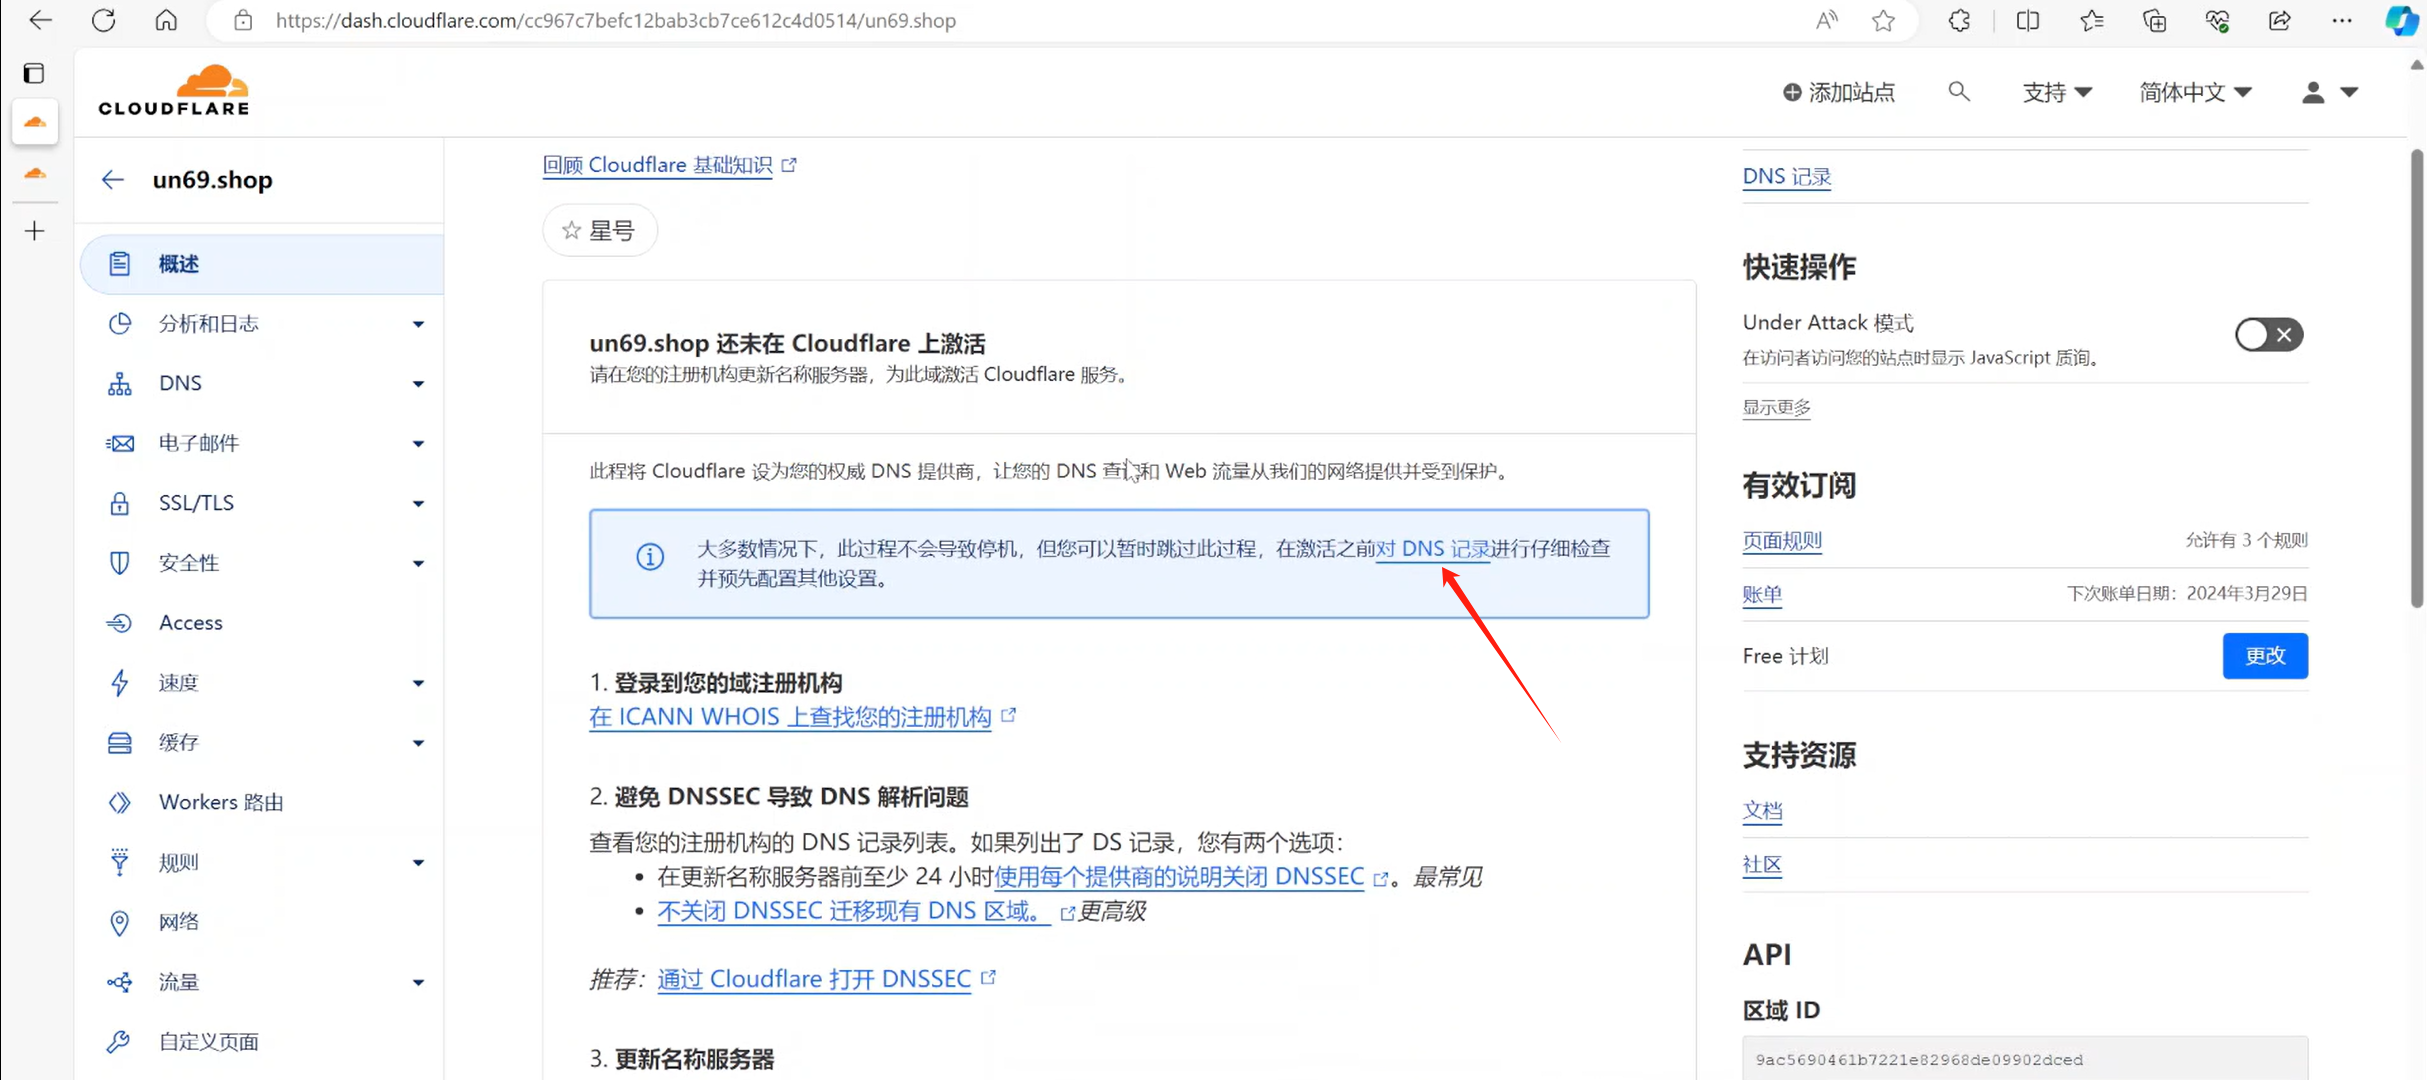 https://dash.cloudflare.com/cc967c7befc12bab3cb7ce612c4d0514/un69.shop
CLOUDFLARE
添加站点
支持
简体中文
un69.shop
概述
分析和日志
DNS
电子邮件
SSL/TLS
安全性
Access
速度
缓存
Workers 路由
规则
网络
流量
自定义页面
回顾 Cloudflare 基础知识
星号
un69.shop 还未在 Cloudflare 上激活
请在您的注册机构更新名称服务器，为此域激活 Cloudflare 服务。
此程将 Cloudflare 设为您的权威 DNS 提供商，让您的 DNS 查询和 Web 流量从我们的网络提供并受到保护。
大多数情况下，此过程不会导致停机，但您可以暂时跳过此过程，在激活之前对 DNS 记录进行仔细检查
并预先配置其他设置。
1. 登录到您的域注册机构
在 ICANN WHOIS 上查找您的注册机构
2. 避免 DNSSEC 导致 DNS 解析问题
查看您的注册机构的 DNS 记录列表。如果列出了 DS 记录，您有两个选项：
• 在更新名称服务器前至少 24 小时使用每个提供商的说明关闭 DNSSEC 。最常见
• 不关闭 DNSSEC 迁移现有 DNS 区域。 更高级
推荐：通过 Cloudflare 打开 DNSSEC
3. 更新名称服务器
DNS 记录
快速操作
Under Attack 模式
在访问者访问您的站点时显示 JavaScript 质询。
显示更多
有效订阅
页面规则
允许有 3 个规则
账单
下次账单日期：2024年3月29日
Free 计划
更改
支持资源
文档
社区
API
区域 ID
9ac5690461b7221e82968de09902dced